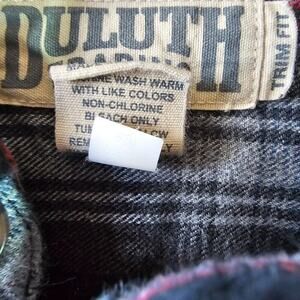 DULUTH
TRIM FIT
WASH WARM
WITH LIKE COLORS
NON-CHLORINE
BLEACH ONLY